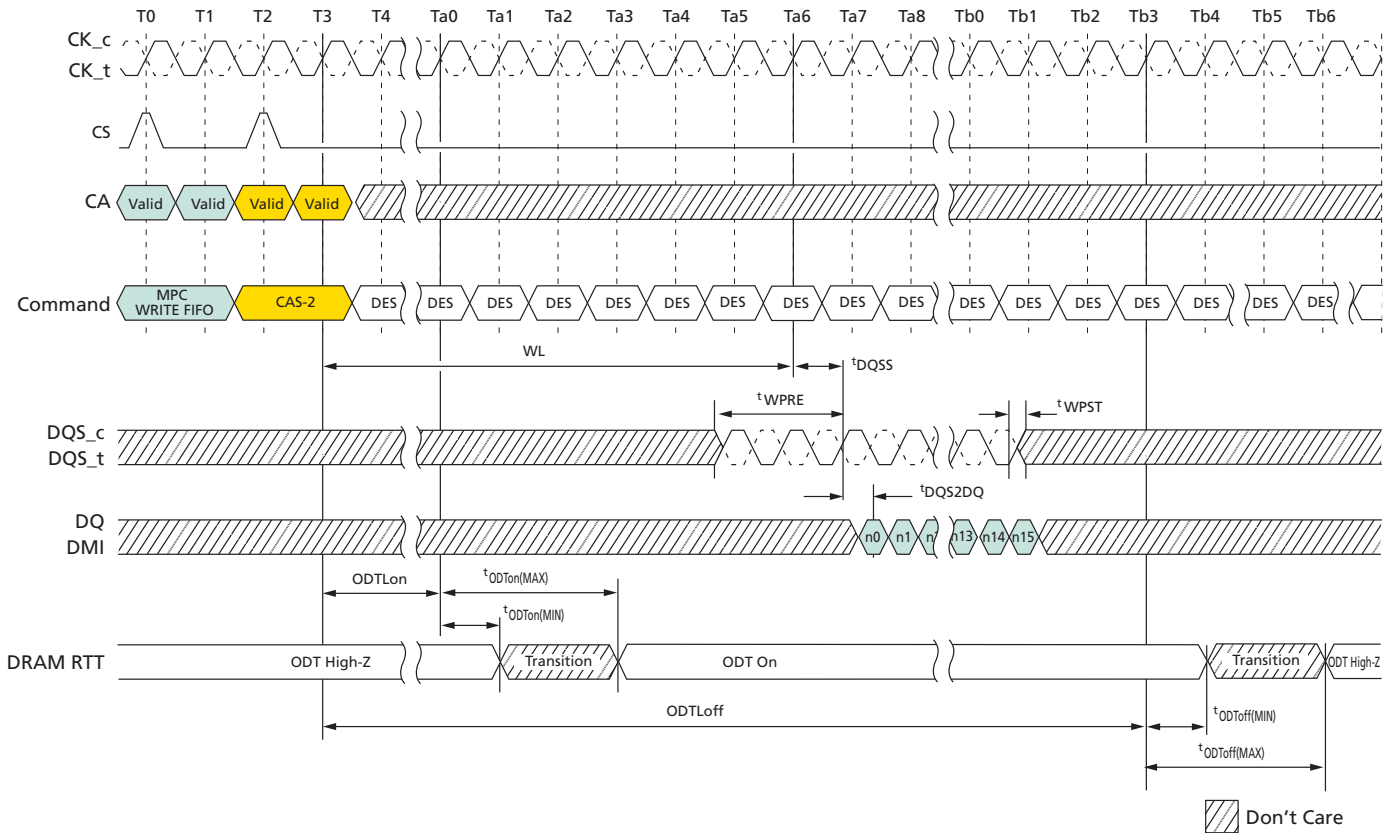 T0 T1 T2 T3 T4 Ta0 Ta1 Ta2 Ta3 Ta4 Ta5 Ta6 Ta7 Ta8 Tb0 Tb1 Tb2 Tb3 Tb4 Tb5 Tb6
CK_c
CK_t
CS
CA Valid Valid Valid Valid
Command MPC WRITE FIFO CAS-2 DES DES DES DES DES DES DES DES DES DES DES DES DES DES DES DES DES
WL tDQSS
tWPRE tWPST
DQS_c
DQS_t
tDQS2DQ
DQ
DMI
n0 n1 n13 n14 n15
ODTLon tODTon(MAX)
tODTon(MIN)
DRAM RTT ODT High-Z Transition ODT On Transition ODT High-Z
ODTLoff tODToff(MIN)
tODToff(MAX)
Don't Care